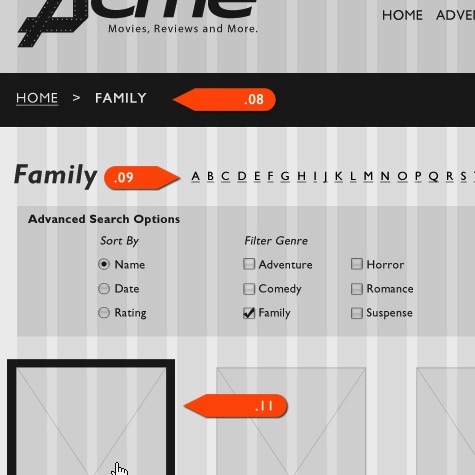 Acme
Movies, Reviews and More.
HOME ADVE
HOME > FAMILY .08
Family .09 A B C D E F G H I J K L M N O P Q R S
Advanced Search Options
Sort By Filter Genre
Name Adventure Horror
Date Comedy Romance
Rating Family Suspense
.11